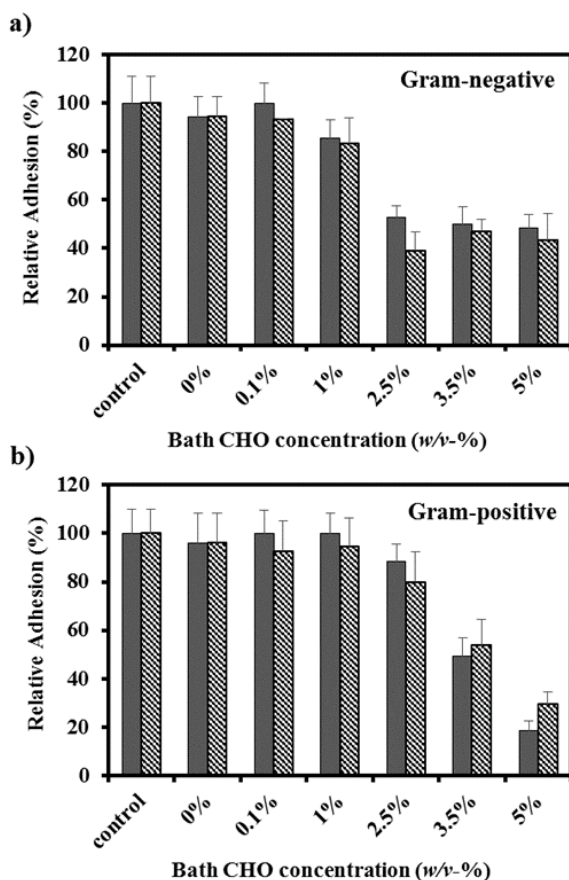 a)
120
100
80
60
40
20
0
Relative Adhesion (%)
Gram-negative
control
0%
0.1%
1%
2.5%
3.5%
5%
Bath CHO concentration (w/v-%)
b)
120
100
80
60
40
20
0
Relative Adhesion (%)
Gram-positive
control
0%
0.1%
1%
2.5%
3.5%
5%
Bath CHO concentration (w/v-%)